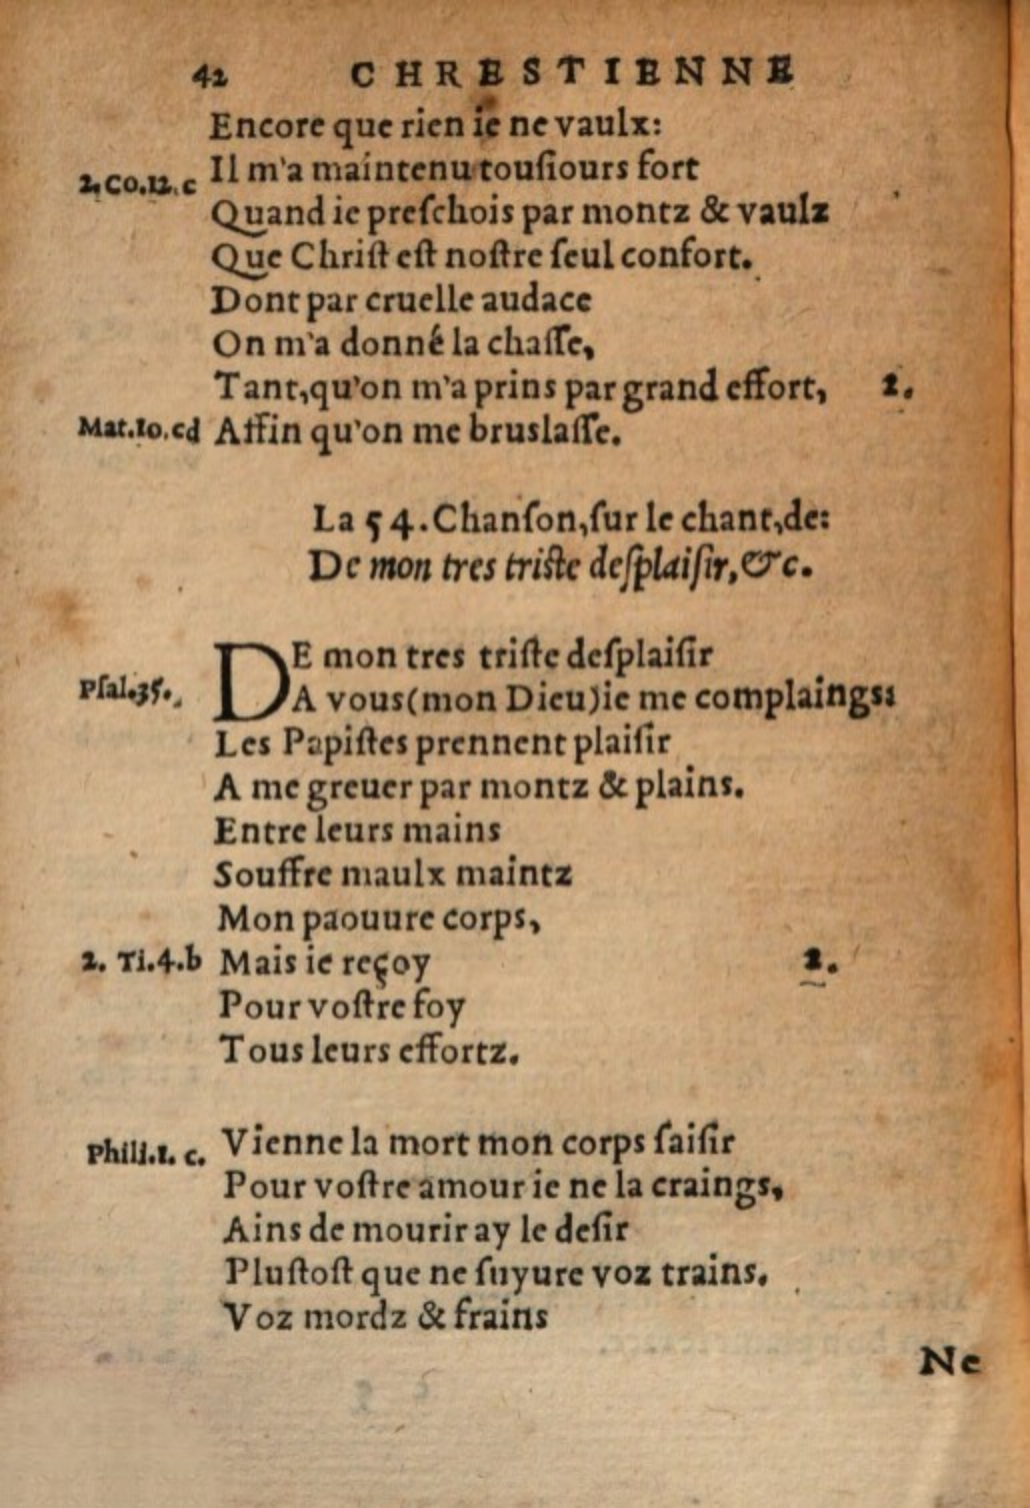 42 CHRESTIENNE
Encore que rien ie ne vaulx:
2. Co.12. c Il m'a maintenu touſiours fort
Quand ie preſchois par montz & vaulz
Que Chriſt eſt noſtre ſeul confort.
Dont par cruelle audace
On m'a donné la chaſſe,
Tant, qu'on m'a prins par grand effort, 2.
Mat.10.cd Affin qu'on me bruslaſſe.
La 54. Chanſon, ſur le chant, de:
De mon tres triſte deſplaiſir, &c.
DE mon tres triſte deſplaiſir
Pſal.35. A vous (mon Dieu) ie me complaings:
Les Papiſtes prennent plaiſir
A me greuer par montz & plains.
Entre leurs mains
Souffre maulx maintz
Mon paouure corps,
2. Ti.4.b Mais ie reçoy 2.
Pour voſtre foy
Tous leurs effortz.
Phili.1. c. Vienne la mort mon corps ſaiſir
Pour voſtre amour ie ne la craings,
Ains de mourir ay le deſir
Pluſtoſt que ne ſuyure voz trains.
Voz mordz & frains
Ne